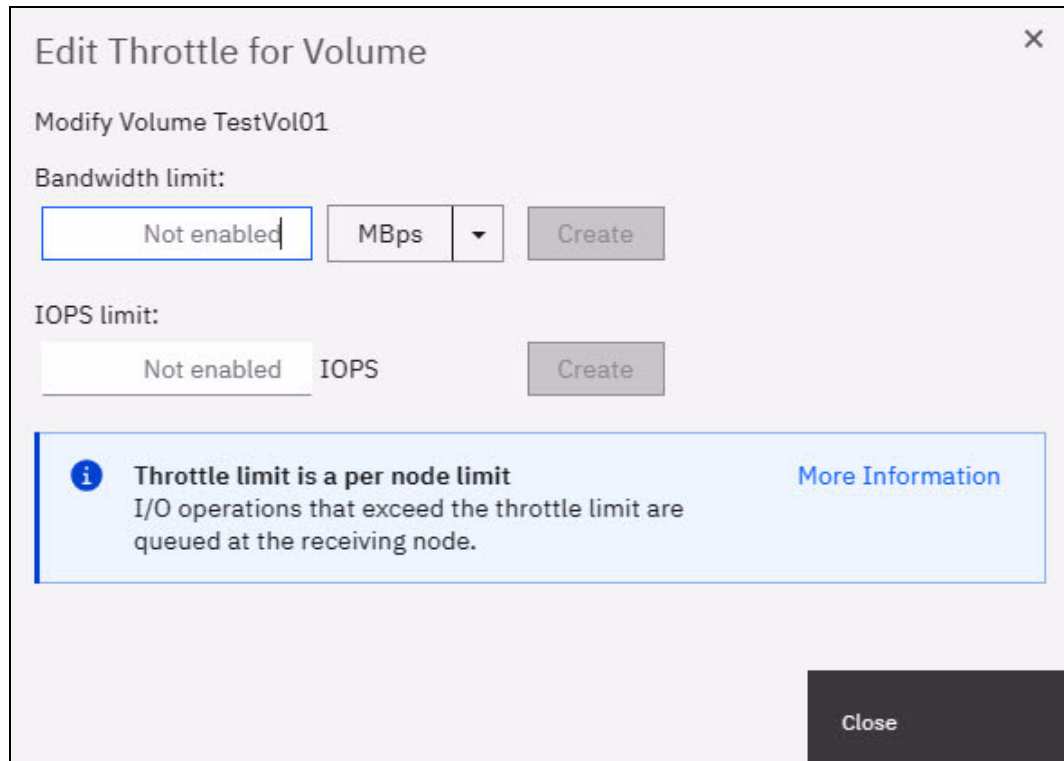 Edit Throttle for Volume
Modify Volume TestVol01
Bandwidth limit:
Not enabled MBps Create
IOPS limit:
Not enabled IOPS Create
Throttle limit is a per node limit More Information
I/O operations that exceed the throttle limit are
queued at the receiving node.
Close